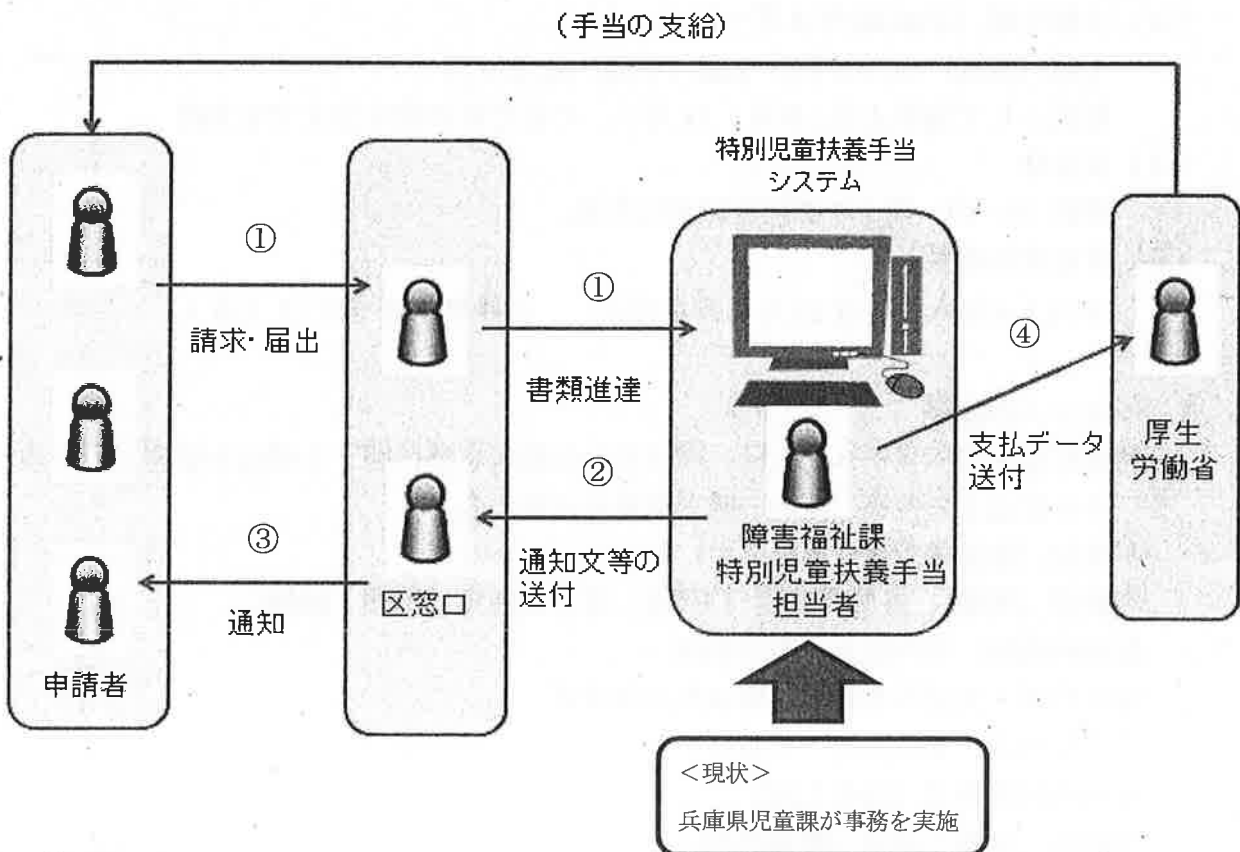 (手当の支給)
特別児童扶養手当
システム
①
請求・届出
①
書類進達
④
支払データ
送付
厚生
労働省
②
通知文等の
送付
障害福祉課
特別児童扶養手当
担当者
③
通知
区窓口
申請者
＜現状＞
兵庫県児童課が事務を実施